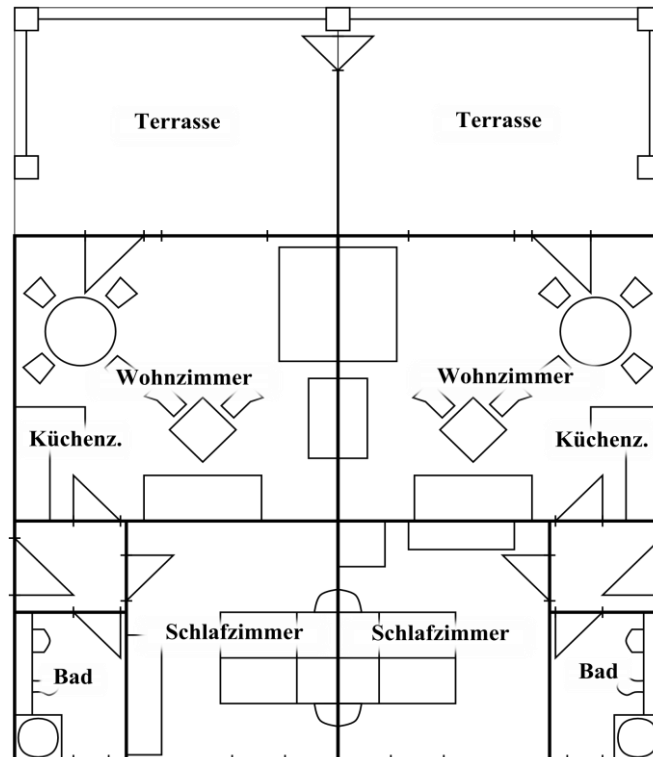 Terrasse
Terrasse
Wohnzimmer
Wohnzimmer
Küchenz.
Küchenz.
Schlafzimmer
Schlafzimmer
Bad
Bad